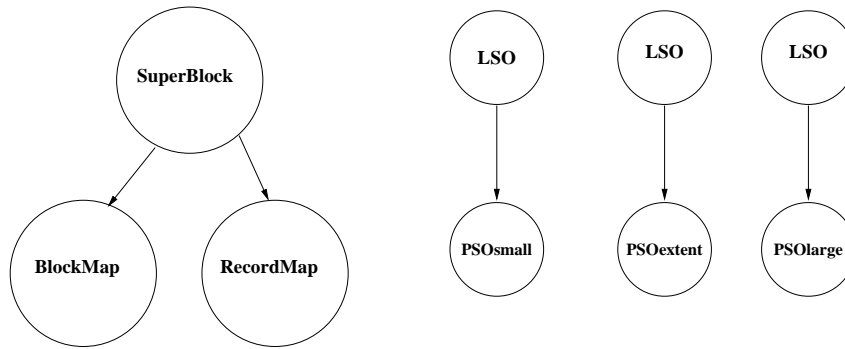 SuperBlock
BlockMap
RecordMap
LSO
LSO
LSO
PSOsmall
PSOextent
PSOlarge